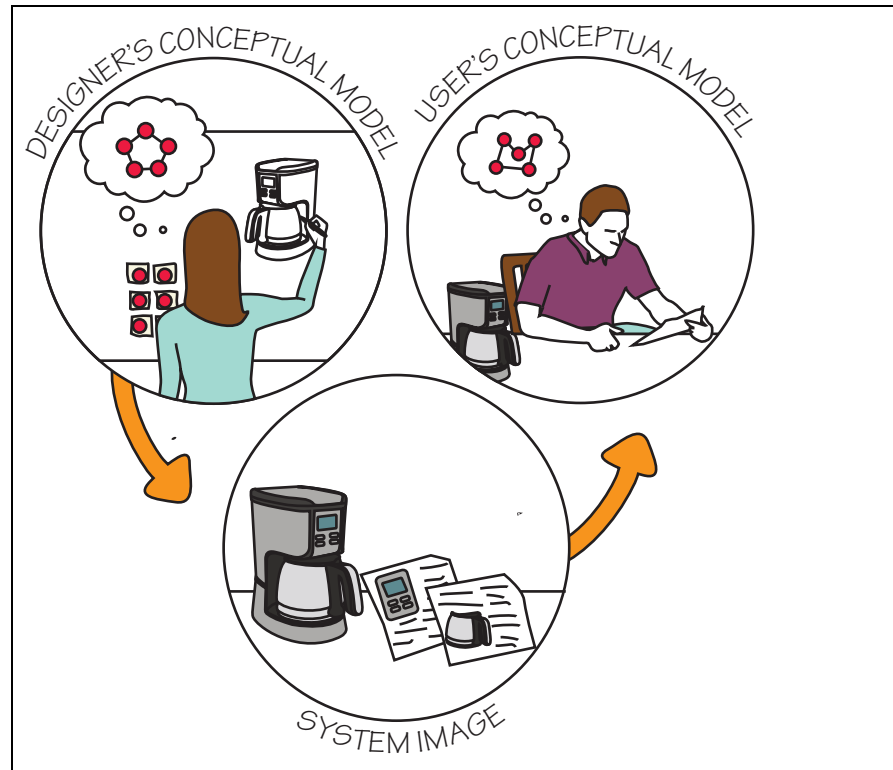 DESIGNER'S CONCEPTUAL MODEL
USER'S CONCEPTUAL MODEL
SYSTEM IMAGE